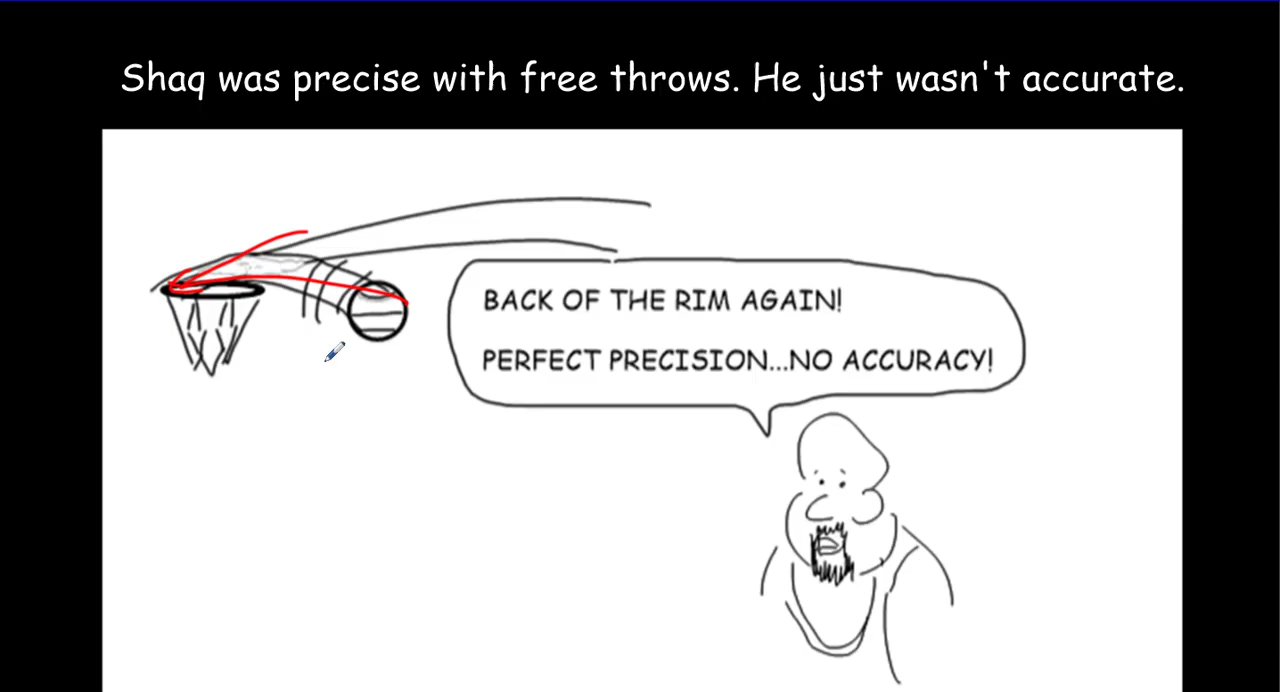 Shaq was precise with free throws. He just wasn't accurate.
BACK OF THE RIM AGAIN!
PERFECT PRECISION...NO ACCURACY!